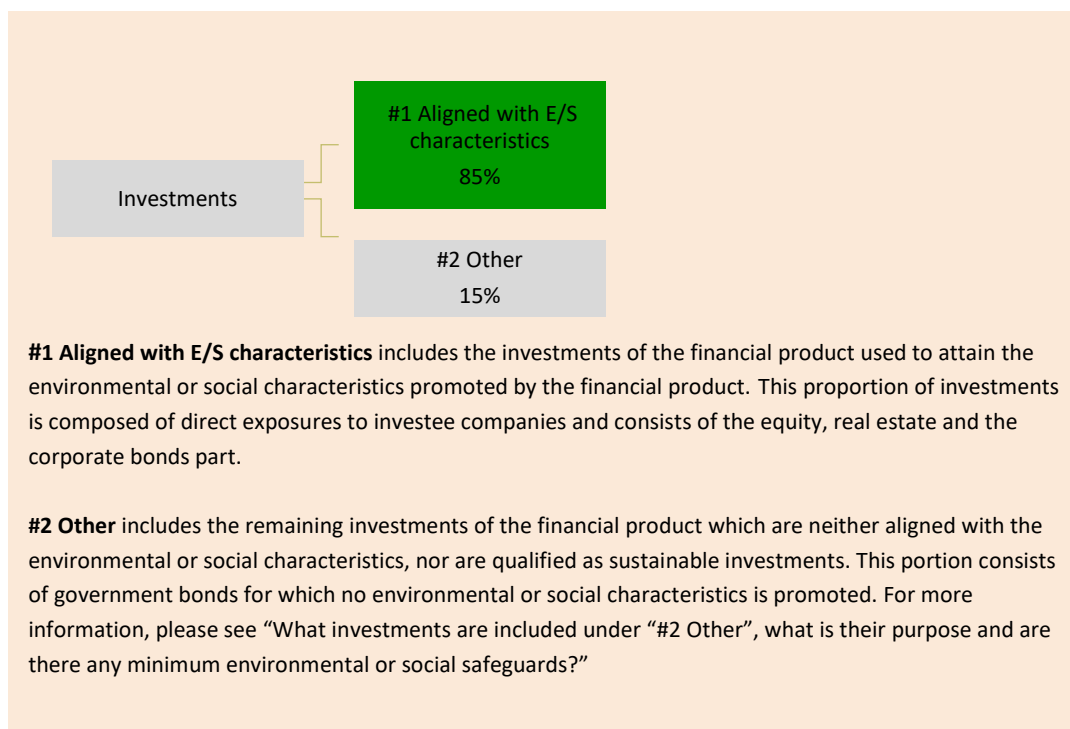 #1 Aligned with E/S
characteristics
85%
Investments
#2 Other
15%
#1 Aligned with E/S characteristics includes the investments of the financial product used to attain the
environmental or social characteristics promoted by the financial product. This proportion of investments
is composed of direct exposures to investee companies and consists of the equity, real estate and the
corporate bonds part.
#2 Other includes the remaining investments of the financial product which are neither aligned with the
environmental or social characteristics, nor are qualified as sustainable investments. This portion consists
of government bonds for which no environmental or social characteristics is promoted. For more
information, please see “What investments are included under “#2 Other”, what is their purpose and are
there any minimum environmental or social safeguards?”